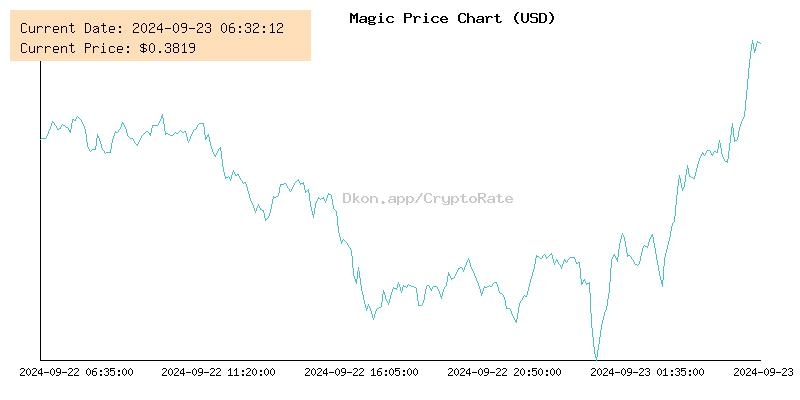 Magic Price Chart (USD)
Current Date: 2024-09-23 06:32:12
Current Price: $0.3819
Dkon.app/CryptoRate
2024-09-22 06:35:00 2024-09-22 11:20:00 2024-09-22 16:05:00 2024-09-22 20:50:00 2024-09-23 01:35:00 2024-09-23